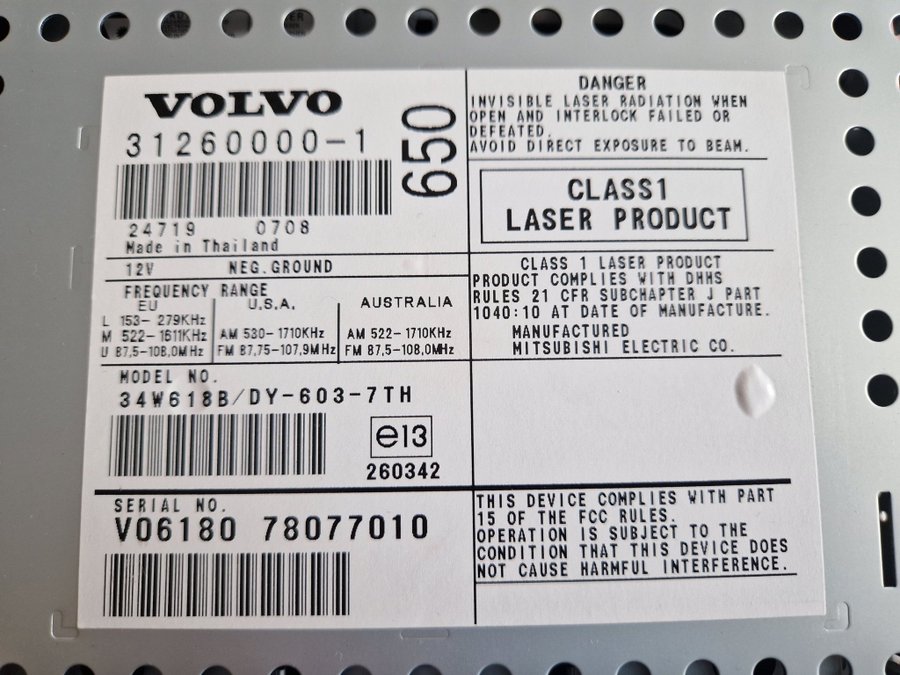 VOLVO
31260000-1
650
24719 0708
Made in Thailand
12V NEG.GROUND
FREQUENCY RANGE
EU
L 153-279KHz
M 522-1611KHz
U 87,5-108,0MHz
U.S.A.
AM 530-1710KHz
FM 87,75-107,9MHz
AUSTRALIA
AM 522-1710KHz
FM 87,5-108,0MHz
MODEL NO.
34W618B/DY-603-7TH
e13
260342
SERIAL NO.
V06180 78077010
DANGER
INVISIBLE LASER RADIATION WHEN
OPEN AND INTERLOCK FAILED OR
DEFEATED.
AVOID DIRECT EXPOSURE TO BEAM.
CLASS1
LASER PRODUCT
CLASS 1 LASER PRODUCT
PRODUCT COMPLIES WITH DHHS
RULES 21 CFR SUBCHAPTER J PART
1040:10 AT DATE OF MANUFACTURE.
MANUFACTURED
MITSUBISHI ELECTRIC CO.
THIS DEVICE COMPLIES WITH PART
15 OF THE FCC RULES.
OPERATION IS SUBJECT TO THE
CONDITION THAT THIS DEVICE DOES
NOT CAUSE HARMFUL INTERFERENCE.